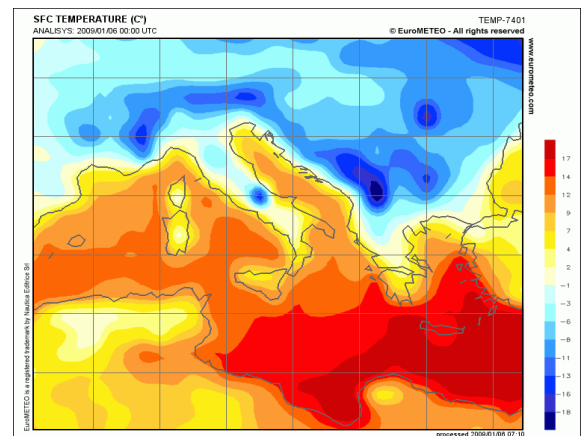 SFC TEMPERATURE (C°)
TEMP-7401
ANALISYS: 2009/01/06 00:00 UTC
© EuroMETEO - All rights reserved
www.eurometeo.com
EuroMETEO is a registered trademark by Nautica Editrice Srl
17
14
12
9
7
4
2
-1
-3
-6
-8
-11
-13
-16
-18
processed 2009/01/06 07:10